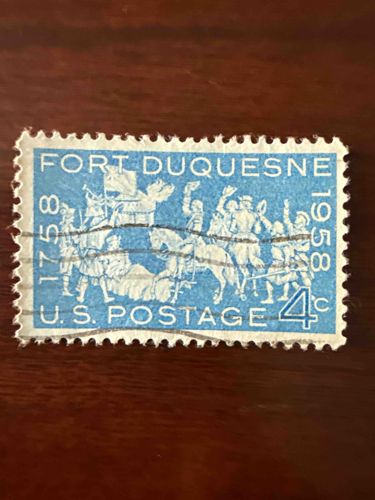 FORT DUQUESNE
1758
1958
U.S. POSTAGE 4c